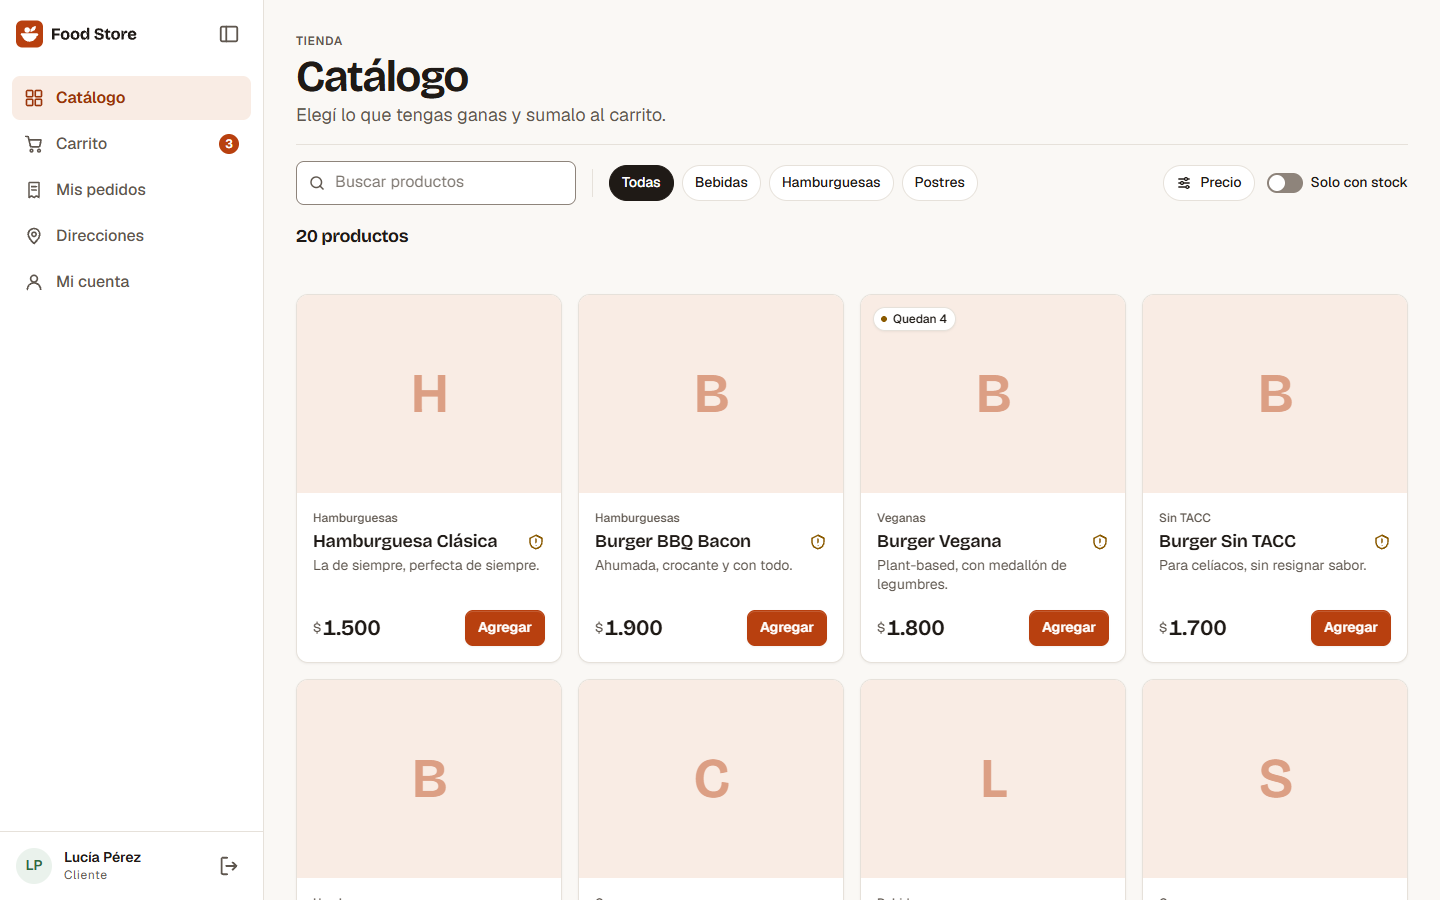 Food Store
Catálogo
Carrito
3
Mis pedidos
Direcciones
Mi cuenta
LP
Lucía Pérez
Cliente
TIENDA
Catálogo
Elegí lo que tengas ganas y sumalo al carrito.
Buscar productos
Todas
Bebidas
Hamburguesas
Postres
Precio
Solo con stock
20 productos
H
Hamburguesas
Hamburguesa Clásica
La de siempre, perfecta de siempre.
$1.500
Agregar
B
Hamburguesas
Burger BBQ Bacon
Ahumada, crocante y con todo.
$1.900
Agregar
Quedan 4
B
Veganas
Burger Vegana
Plant-based, con medallón de
legumbres.
$1.800
Agregar
B
Sin TACC
Burger Sin TACC
Para celíacos, sin resignar sabor.
$1.700
Agregar
B
C
L
S